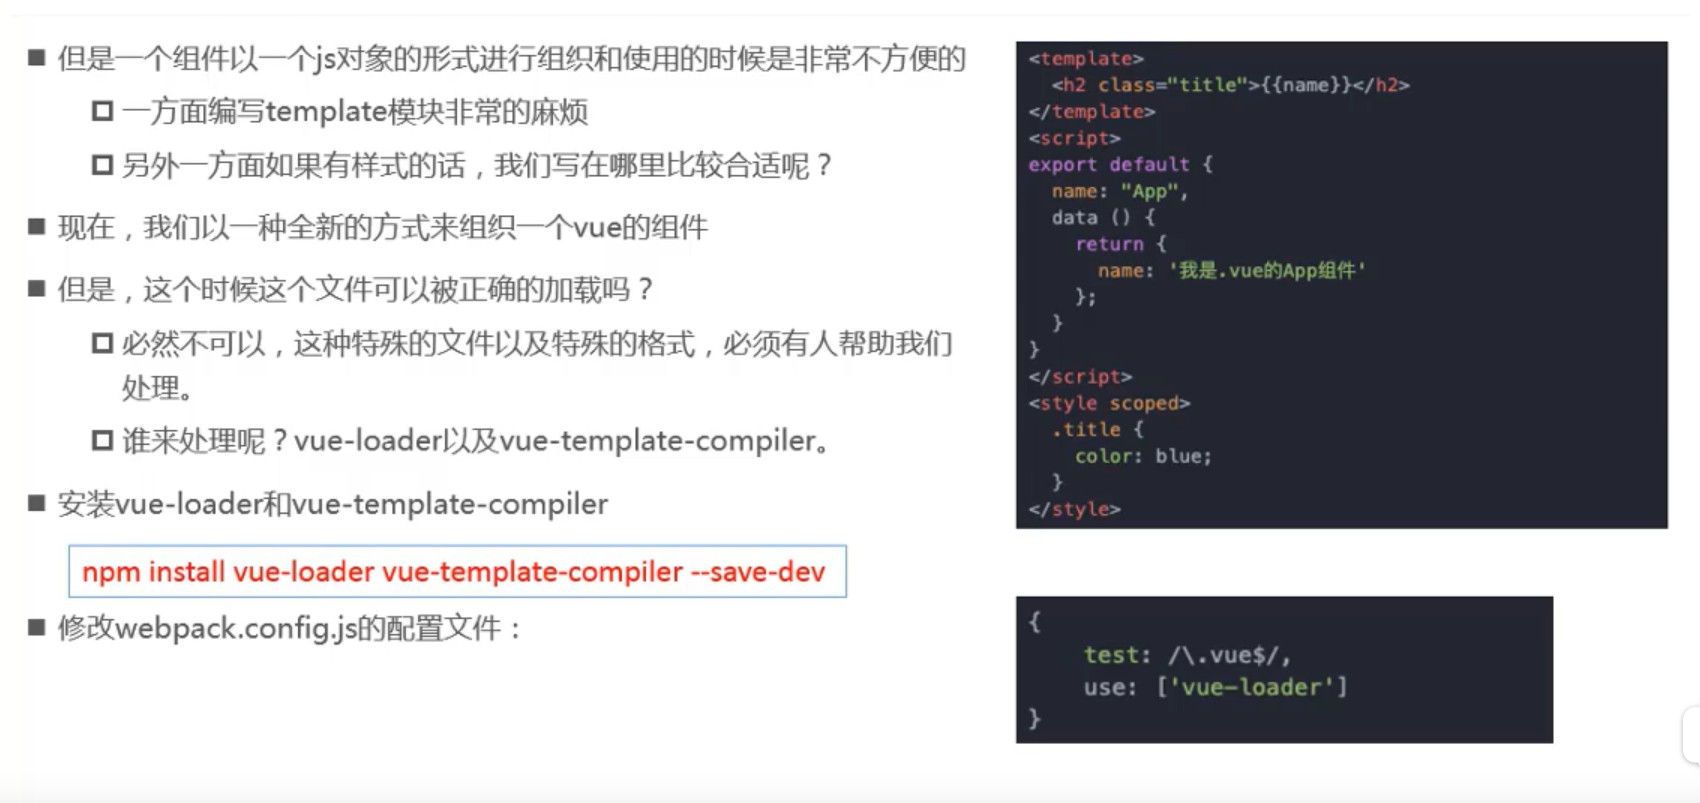 ■ 但是一个组件以一个js对象的形式进行组织和使用的时候是非常不方便的
一方面编写template模块非常的麻烦
另外一方面如果有样式的话，我们写在哪里比较合适呢？
■ 现在，我们以一种全新的方式来组织一个vue的组件
■ 但是，这个时候这个文件可以被正确的加载吗？
必然不可以，这种特殊的文件以及特殊的格式，必须有人帮助我们
处理。
谁来处理呢？vue-loader以及vue-template-compiler。
■ 安装vue-loader和vue-template-compiler
npm install vue-loader vue-template-compiler --save-dev
■ 修改webpack.config.js的配置文件：
<template>
  <h2 class="title">{{name}}</h2>
</template>
<script>
export default {
  name: "App",
  data () {
    return {
      name: '我是.vue的App组件'
    };
  }
}
</script>
<style scoped>
  .title {
    color: blue;
  }
</style>
{
    test: /\.vue$/,
    use: ['vue-loader']
}